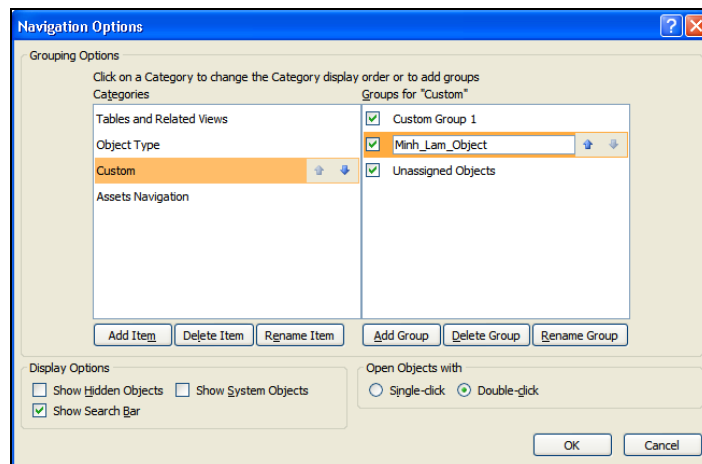 Navigation Options
Grouping Options
Click on a Category to change the Category display order or to add groups
Categories
Groups for "Custom"
Tables and Related Views
Object Type
Custom
Assets Navigation
Custom Group 1
Minh_Lam_Object
Unassigned Objects
Add Item
Delete Item
Rename Item
Add Group
Delete Group
Rename Group
Display Options
Show Hidden Objects
Show System Objects
Show Search Bar
Open Objects with
Single-click
Double-click
OK
Cancel